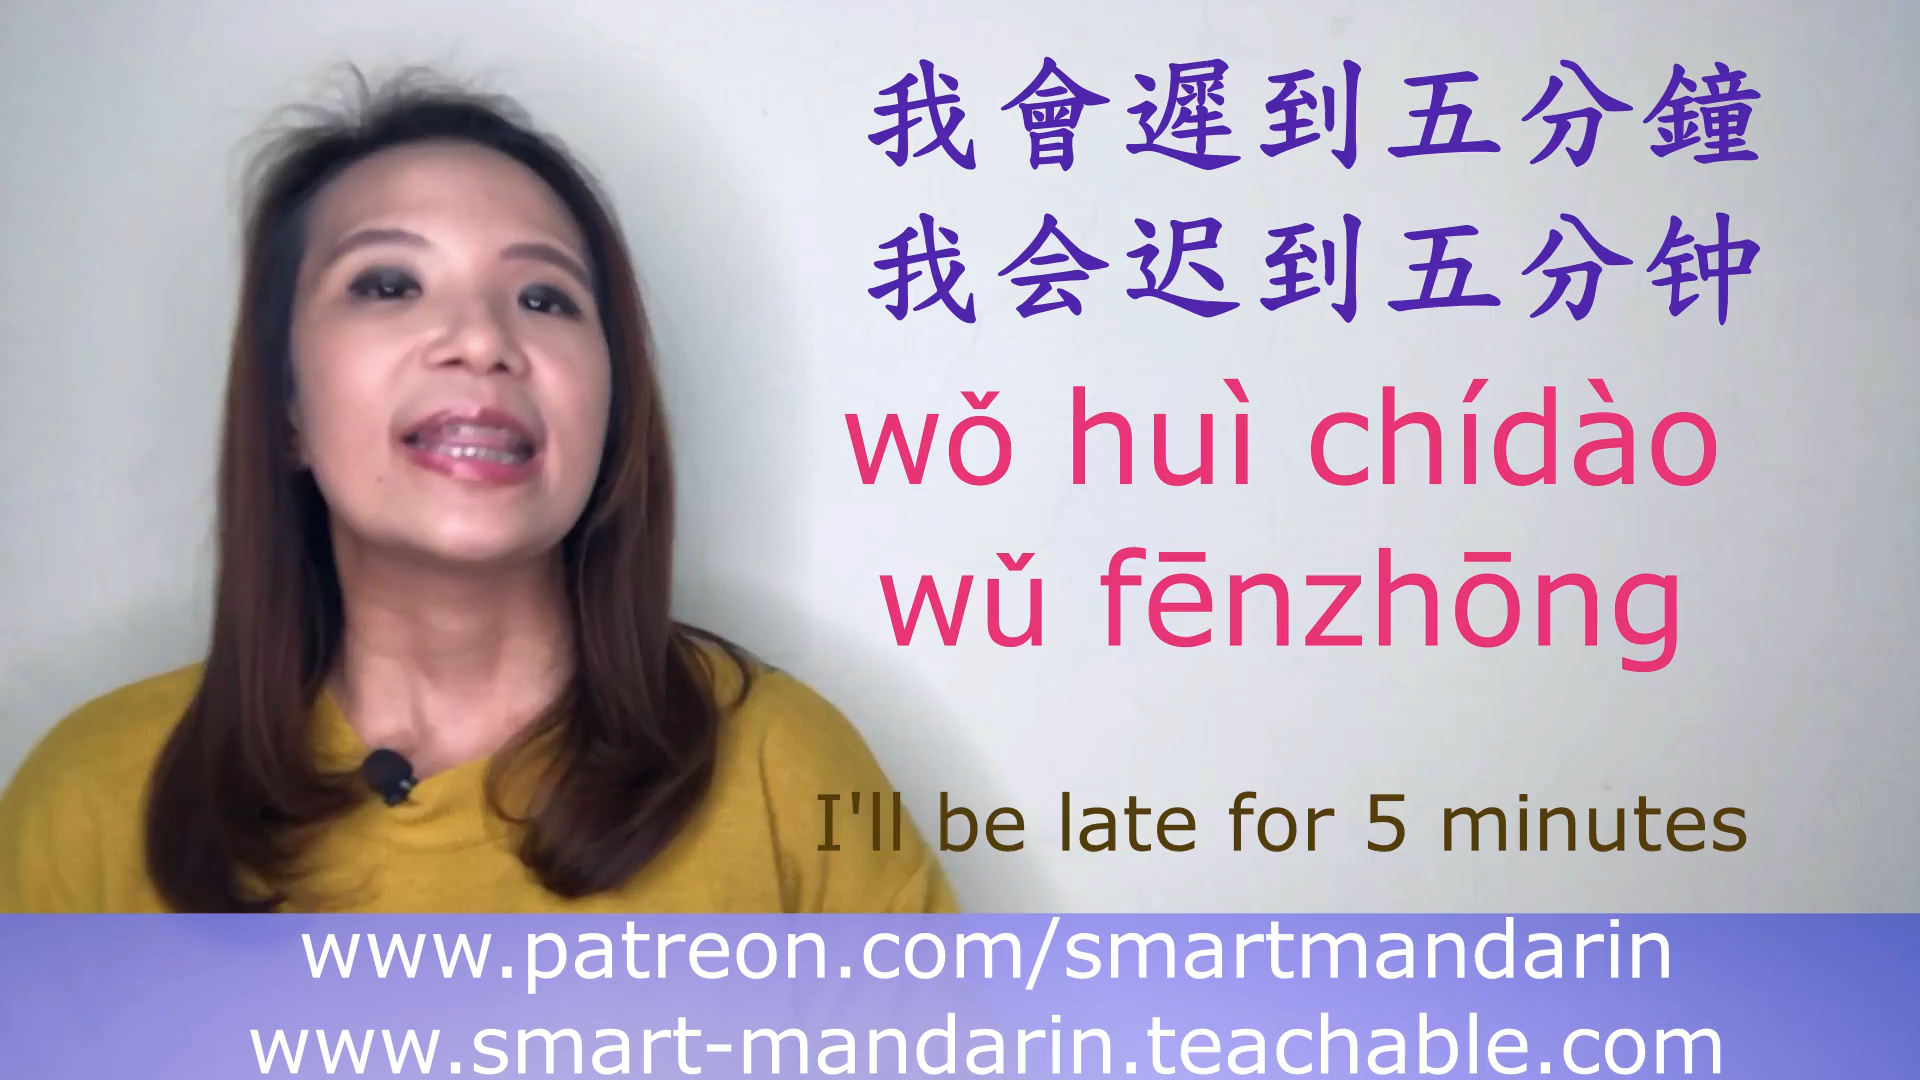 我會遲到五分鐘
我会迟到五分钟
wǒ huì chídào
wǔ fēnzhōng
I'll be late for 5 minutes
www.patreon.com/smartmandarin
www.smart-mandarin.teachable.com